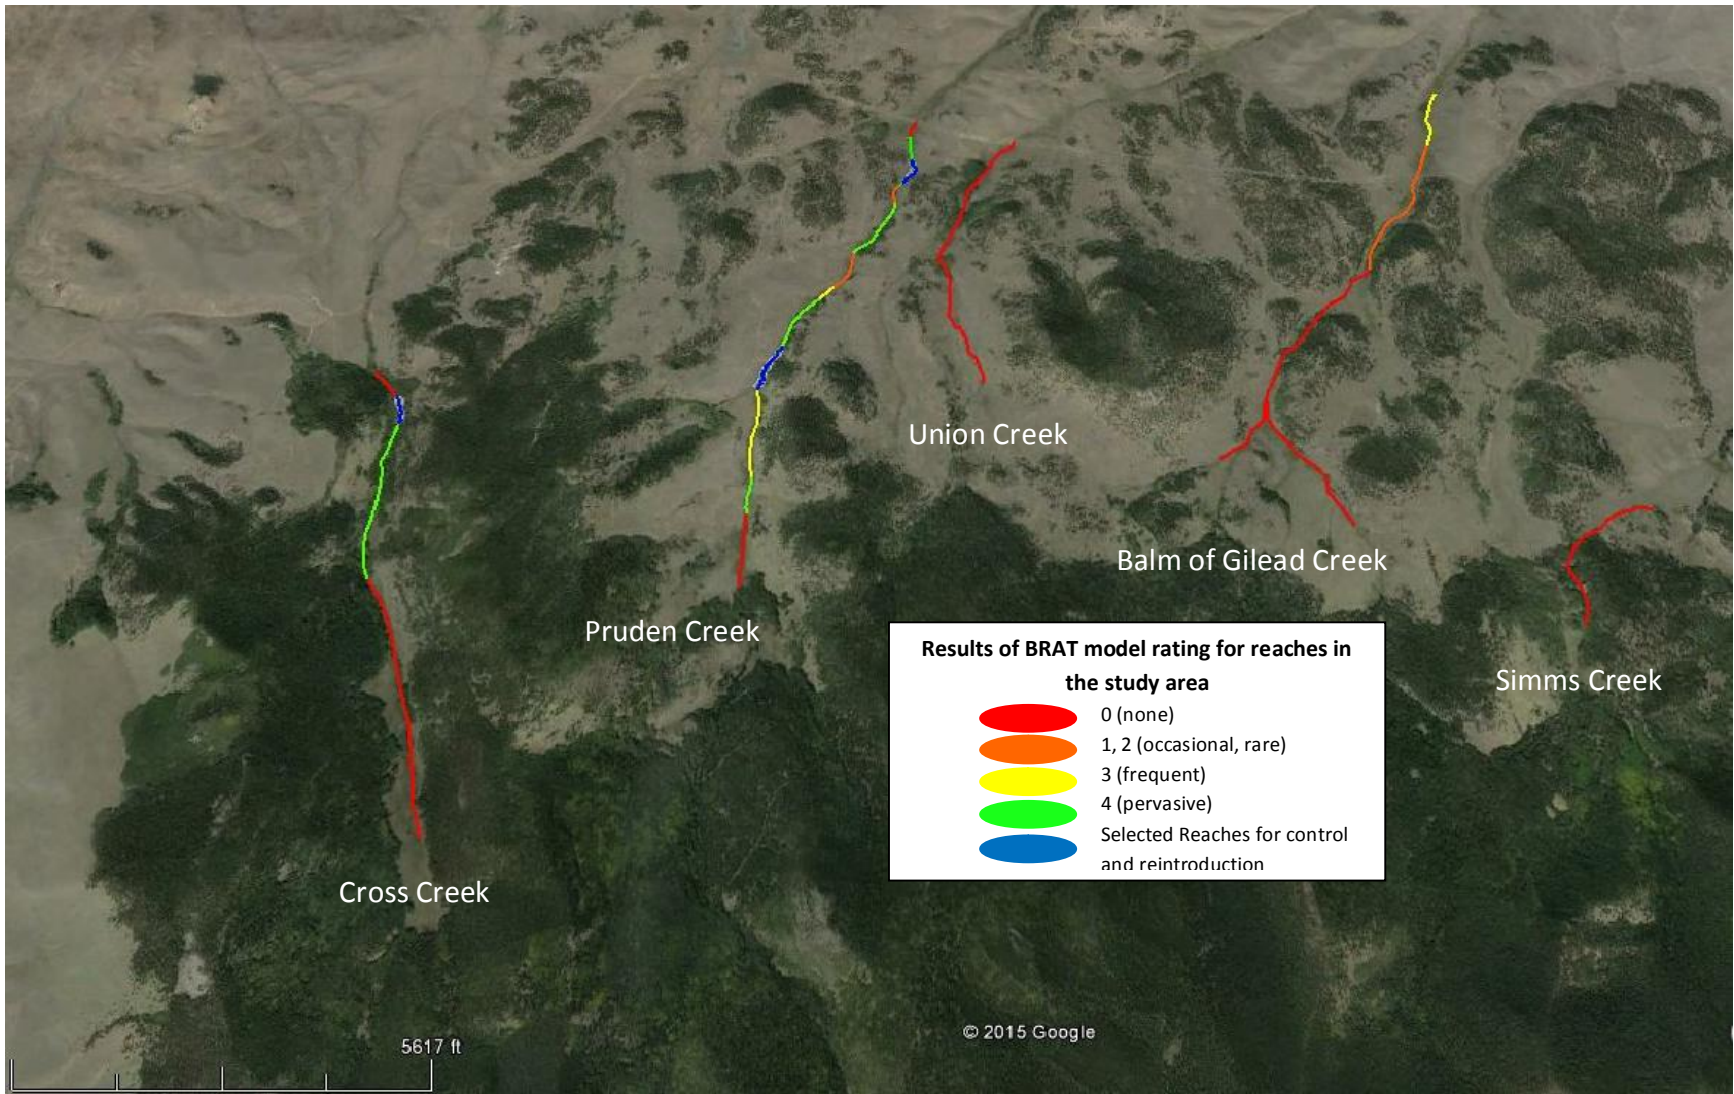 Union Creek
Balm of Gilead Creek
Pruden Creek
Simms Creek
Cross Creek
Results of BRAT model rating for reaches in
the study area
0 (none)
1, 2 (occasional, rare)
3 (frequent)
4 (pervasive)
Selected Reaches for control
and reintroduction
© 2015 Google
5617 ft